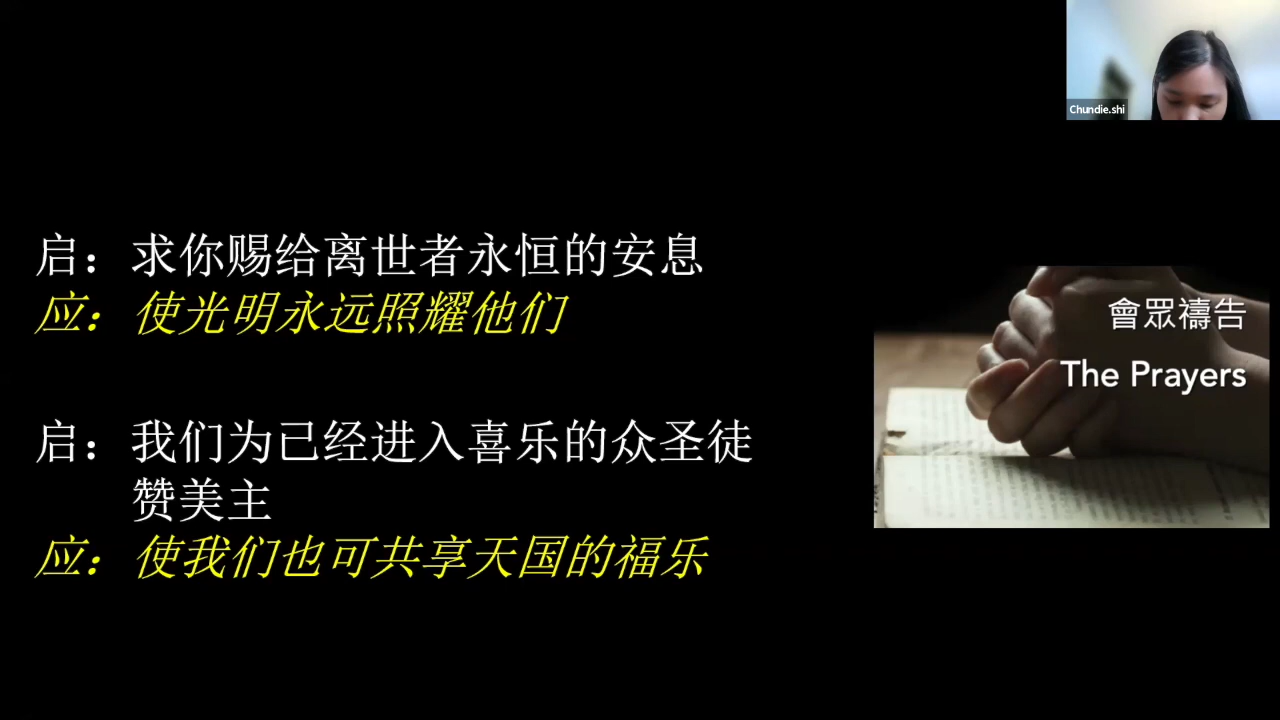 Chundie.shi
启：求你赐给离世者永恒的安息
应：使光明永远照耀他们
启：我们为已经进入喜乐的众圣徒
赞美主
应：使我们也可共享天国的福乐
會眾禱告
The Prayers